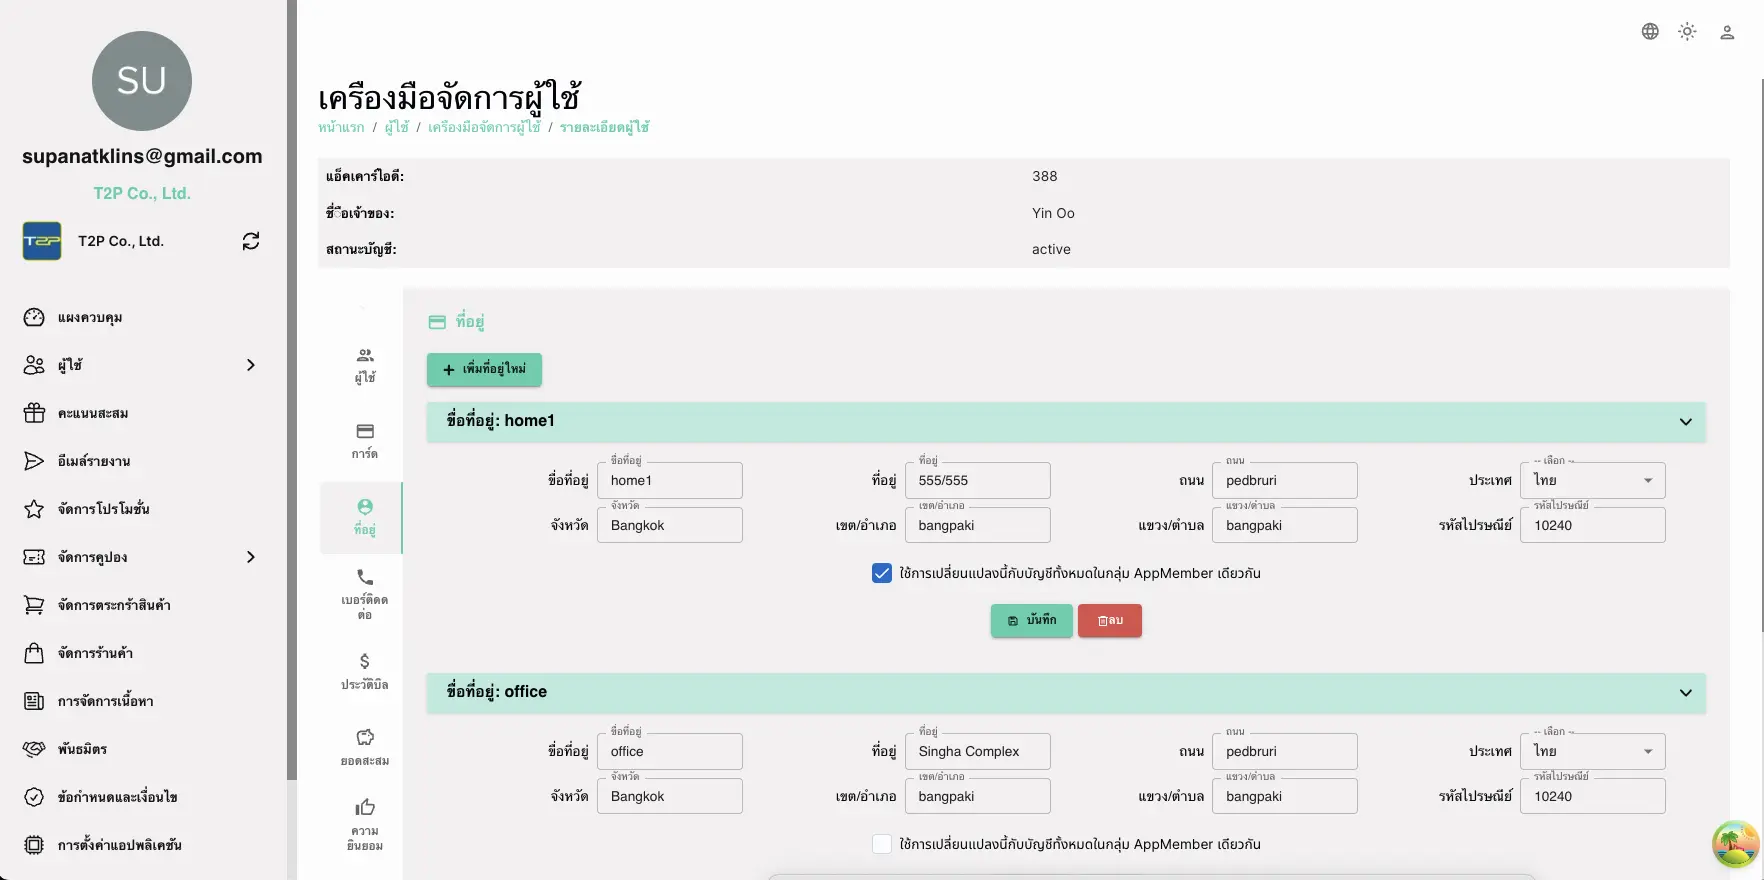 SU
supanatklins@gmail.com
T2P Co., Ltd.
T2P
T2P Co., Ltd.
แผงควบคุม
ผู้ใช้
คะแนนสะสม
อีเมล์รายงาน
จัดการโปรโมชั่น
จัดการคูปอง
จัดการตระกร้าสินค้า
จัดการร้านค้า
การจัดการเนื้อหา
พันธมิตร
ข้อกำหนดและเงื่อนไข
การตั้งค่าแอปพลิเคชัน
เครื่องมือจัดการผู้ใช้
หน้าแรก / ผู้ใช้ / เครื่องมือจัดการผู้ใช้ / รายละเอียดผู้ใช้
แอ็คเคาร์ไอดี: 388
ชื่ือเจ้าของ: Yin Oo
สถานะบัญชี: active
ผู้ใช้
การ์ด
ที่อยู่
เบอร์ติดต่อ
ต่อ
ประวัติบิล
ยอดสะสม
ความ
ยินยอม
ที่อยู่
เพิ่มที่อยู่ใหม่
ชื่อที่อยู่: home1
ชื่อที่อยู่ ที่อยู่ ถนน -- เลือก --
ชื่อที่อยู่ home1 ที่อยู่ 555/555 ถนน pedbruri ประเทศ ไทย
จังหวัด เขต/อำเภอ แขวง/ตำบล รหัสไปรษณีย์
จังหวัด Bangkok เขต/อำเภอ bangpaki แขวง/ตำบล bangpaki รหัสไปรษณีย์ 10240
ใช้การเปลี่ยนแปลงนี้กับบัญชีทั้งหมดในกลุ่ม AppMember เดียวกัน
บันทึก ลบ
ชื่อที่อยู่: office
ชื่อที่อยู่ ที่อยู่ ถนน -- เลือก --
ชื่อที่อยู่ office ที่อยู่ Singha Complex ถนน pedbruri ประเทศ ไทย
จังหวัด เขต/อำเภอ แขวง/ตำบล รหัสไปรษณีย์
จังหวัด Bangkok เขต/อำเภอ bangpaki แขวง/ตำบล bangpaki รหัสไปรษณีย์ 10240
ใช้การเปลี่ยนแปลงนี้กับบัญชีทั้งหมดในกลุ่ม AppMember เดียวกัน